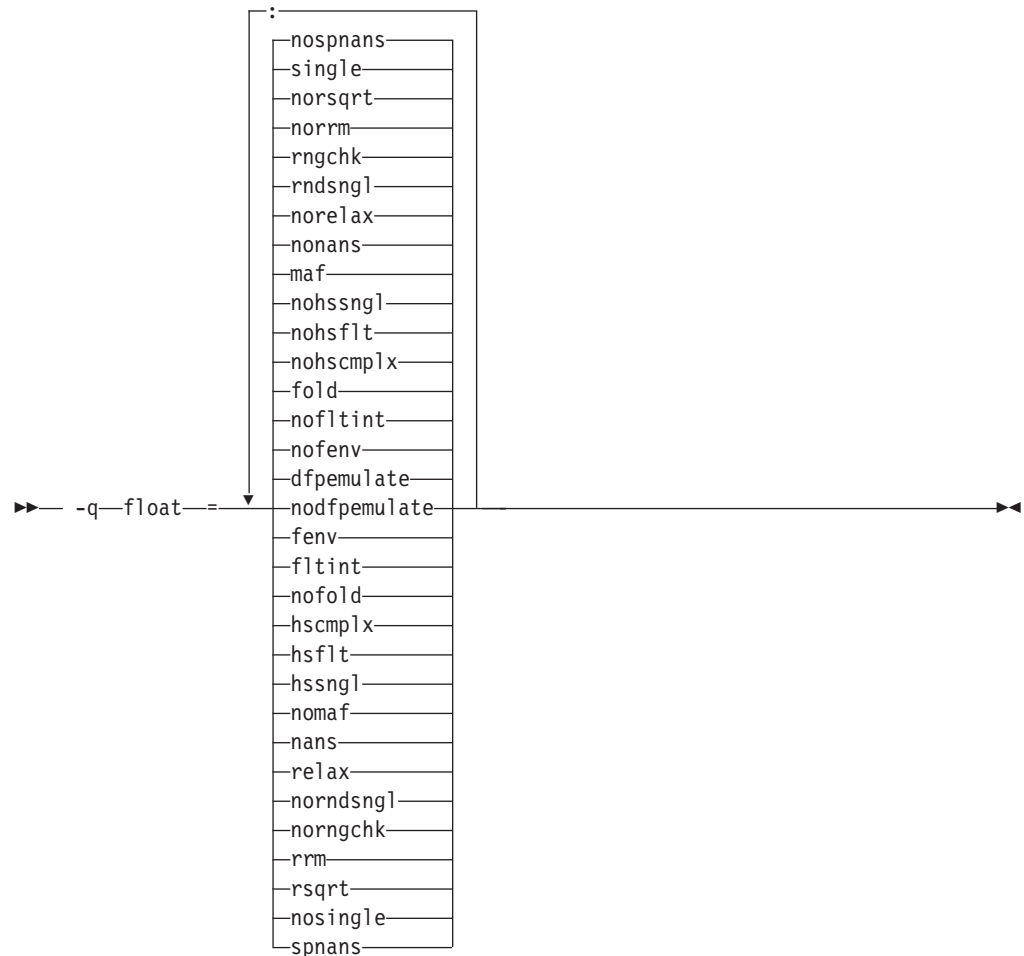 :
nospnans
single
norsqrt
norrm
rngchk
rndsngl
norelax
nonans
maf
nohssngl
nohsflt
nohscmplx
fold
nofltint
nofenv
dfpemulate
-q float = nodfpemulate
fenv
fltint
nofold
hscmplx
hsflt
hssngl
nomaf
nans
relax
norndsngl
norngchk
rrm
rsqrt
nosingle
spnans